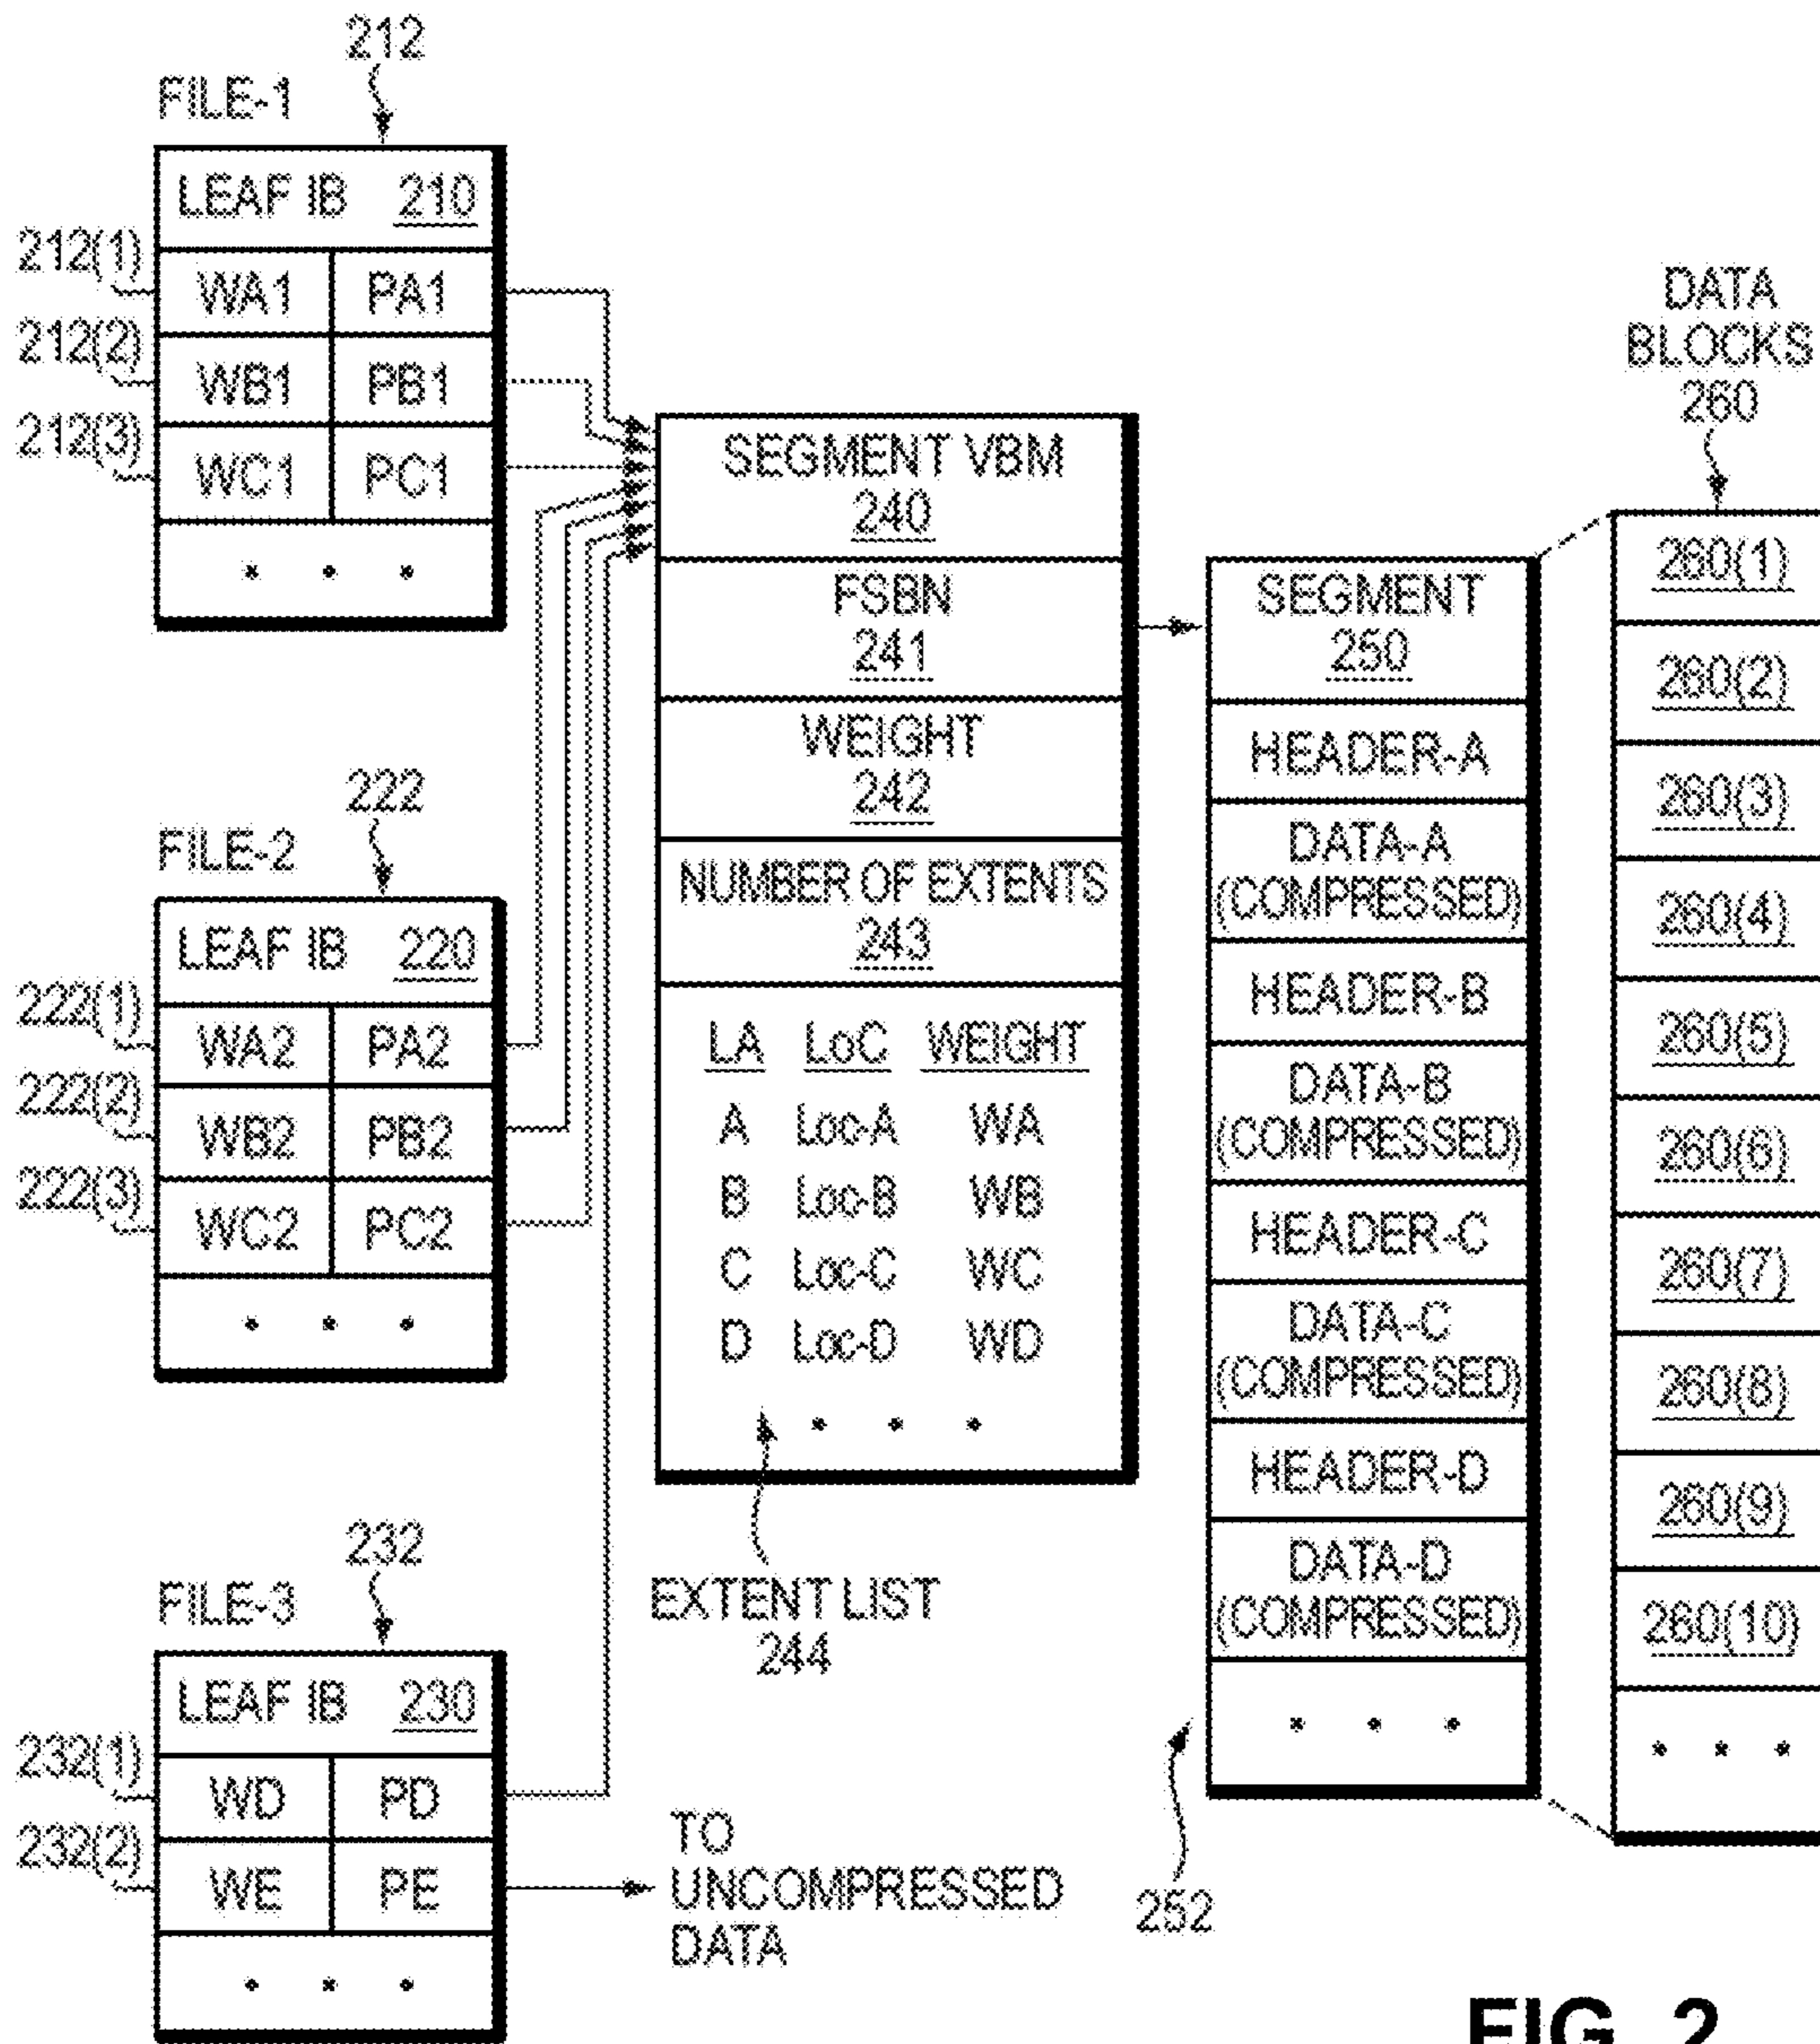 212
FILE-1
LEAF IB 210
212(1) WA1 PA1
212(2) WB1 PB1
212(3) WC1 PC1
222
FILE-2
LEAF IB 220
222(1) WA2 PA2
222(2) WB2 PB2
222(3) WC2 PC2
232
FILE-3
LEAF IB 230
232(1) WD PD
232(2) WE PE
TO
UNCOMPRESSED
DATA
SEGMENT VBM
240
FSBN
241
WEIGHT
242
NUMBER OF EXTENTS
243
LA LoC WEIGHT
A Loc-A WA
B Loc-B WB
C Loc-C WC
D Loc-D WD
EXTENT LIST
244
SEGMENT
250
HEADER-A
DATA-A
(COMPRESSED)
HEADER-B
DATA-B
(COMPRESSED)
HEADER-C
DATA-C
(COMPRESSED)
HEADER-D
DATA-D
(COMPRESSED)
252
DATA
BLOCKS
260
260(1)
260(2)
260(3)
260(4)
260(5)
260(6)
260(7)
260(8)
260(9)
260(10)
FIG. 2